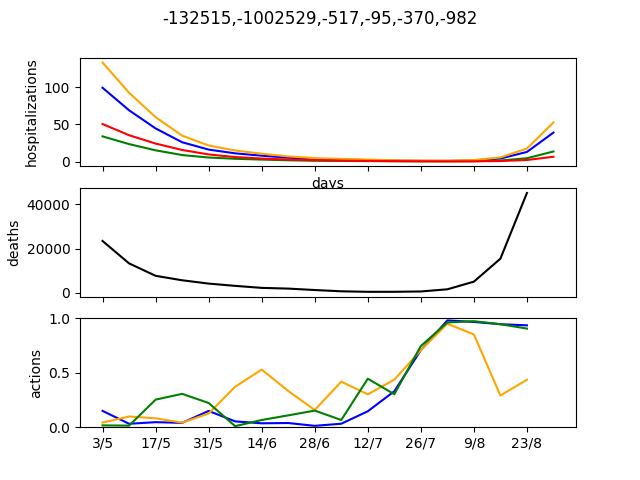 -132515,-1002529,-517,-95,-370,-982
hospitalizations
100
50
0
days
deaths
40000
20000
0
actions
1.0
0.5
0.0
3/5 17/5 31/5 14/6 28/6 12/7 26/7 9/8 23/8